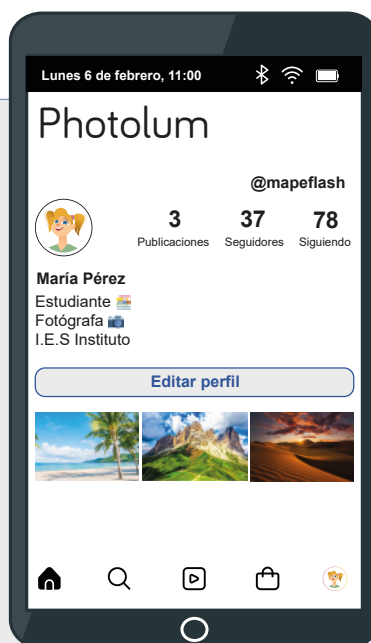 Lunes 6 de febrero, 11:00
Photolum
@mapeflash
3 37 78
Publicaciones Seguidores Siguiendo
María Pérez
Estudiante
Fotógrafa
I.E.S Instituto
Editar perfil